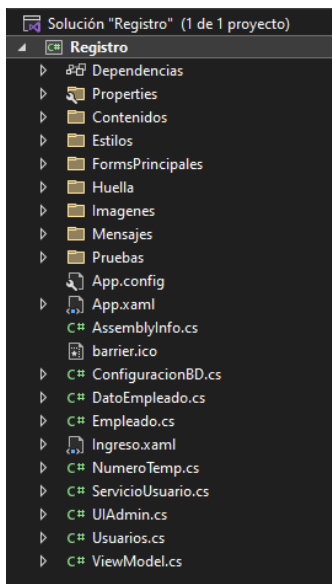 Solución "Registro" (1 de 1 proyecto)
C# Registro
Dependencias
Properties
Contenidos
Estilos
FormsPrincipales
Huella
Imagenes
Mensajes
Pruebas
App.config
App.xaml
C# AssemblyInfo.cs
barrier.ico
C# ConfiguracionBD.cs
C# DatoEmpleado.cs
C# Empleado.cs
Ingreso.xaml
C# NumeroTemp.cs
C# ServicioUsuario.cs
C# UIAdmin.cs
C# Usuarios.cs
C# ViewModel.cs